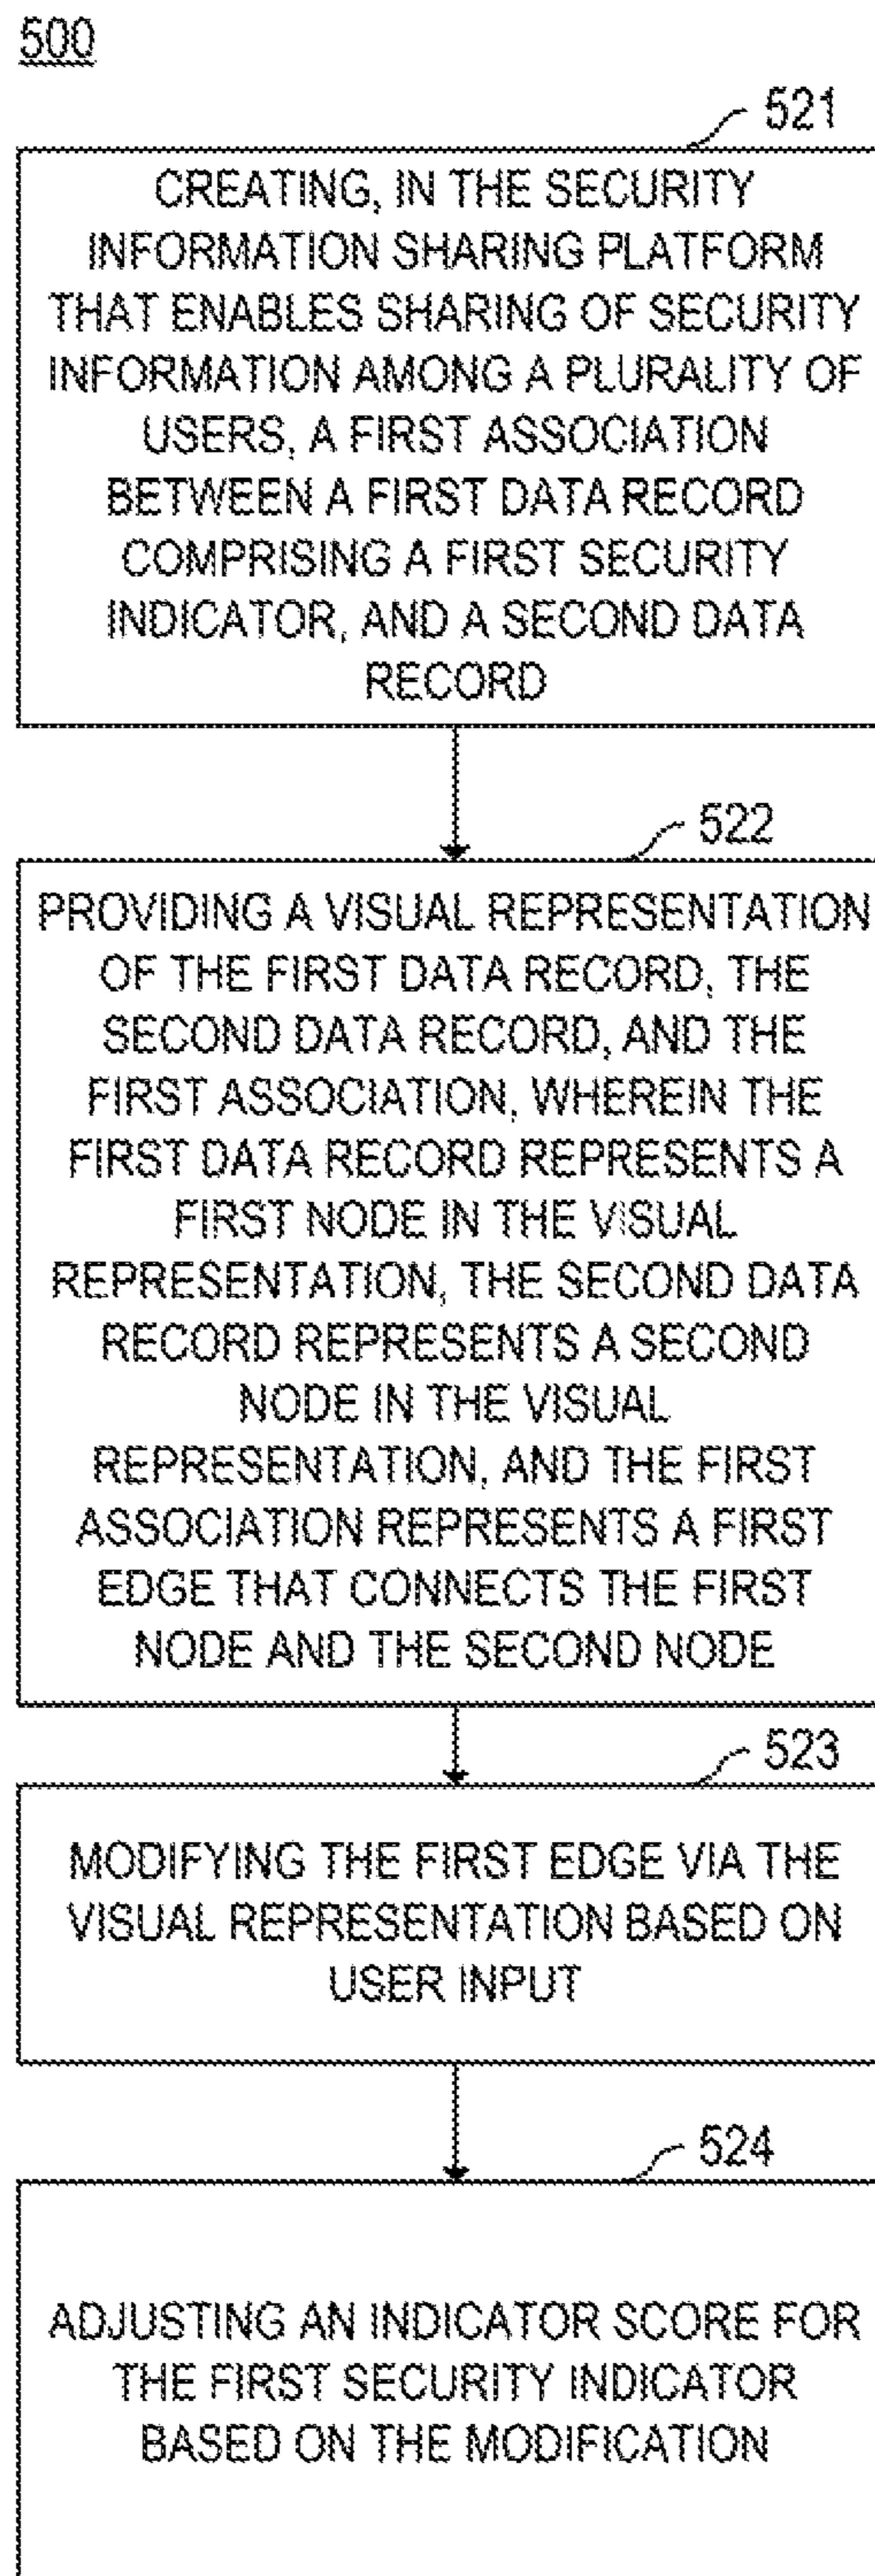 500
521
CREATING, IN THE SECURITY
INFORMATION SHARING PLATFORM
THAT ENABLES SHARING OF SECURITY
INFORMATION AMONG A PLURALITY OF
USERS, A FIRST ASSOCIATION
BETWEEN A FIRST DATA RECORD
COMPRISING A FIRST SECURITY
INDICATOR, AND A SECOND DATA
RECORD
522
PROVIDING A VISUAL REPRESENTATION
OF THE FIRST DATA RECORD, THE
SECOND DATA RECORD, AND THE
FIRST ASSOCIATION, WHEREIN THE
FIRST DATA RECORD REPRESENTS A
FIRST NODE IN THE VISUAL
REPRESENTATION, THE SECOND DATA
RECORD REPRESENTS A SECOND
NODE IN THE VISUAL
REPRESENTATION, AND THE FIRST
ASSOCIATION REPRESENTS A FIRST
EDGE THAT CONNECTS THE FIRST
NODE AND THE SECOND NODE
523
MODIFYING THE FIRST EDGE VIA THE
VISUAL REPRESENTATION BASED ON
USER INPUT
524
ADJUSTING AN INDICATOR SCORE FOR
THE FIRST SECURITY INDICATOR
BASED ON THE MODIFICATION